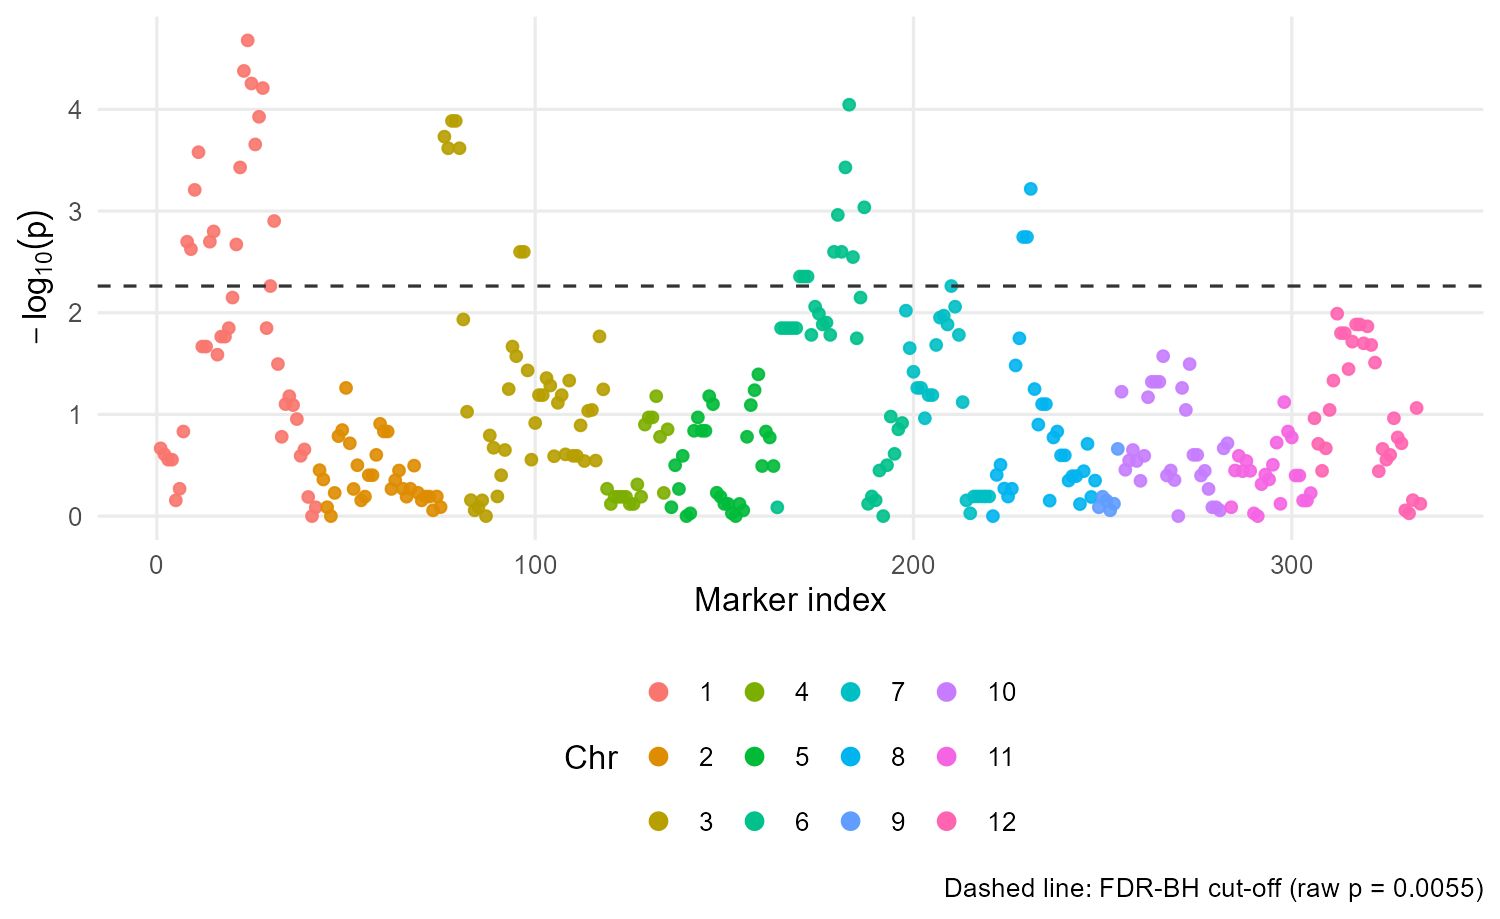 − log10(p)
4
3
2
1
0
0 100 200 300
Marker index
Chr
1 4 7 10
2 5 8 11
3 6 9 12
Dashed line: FDR-BH cut-off (raw p = 0.0055)